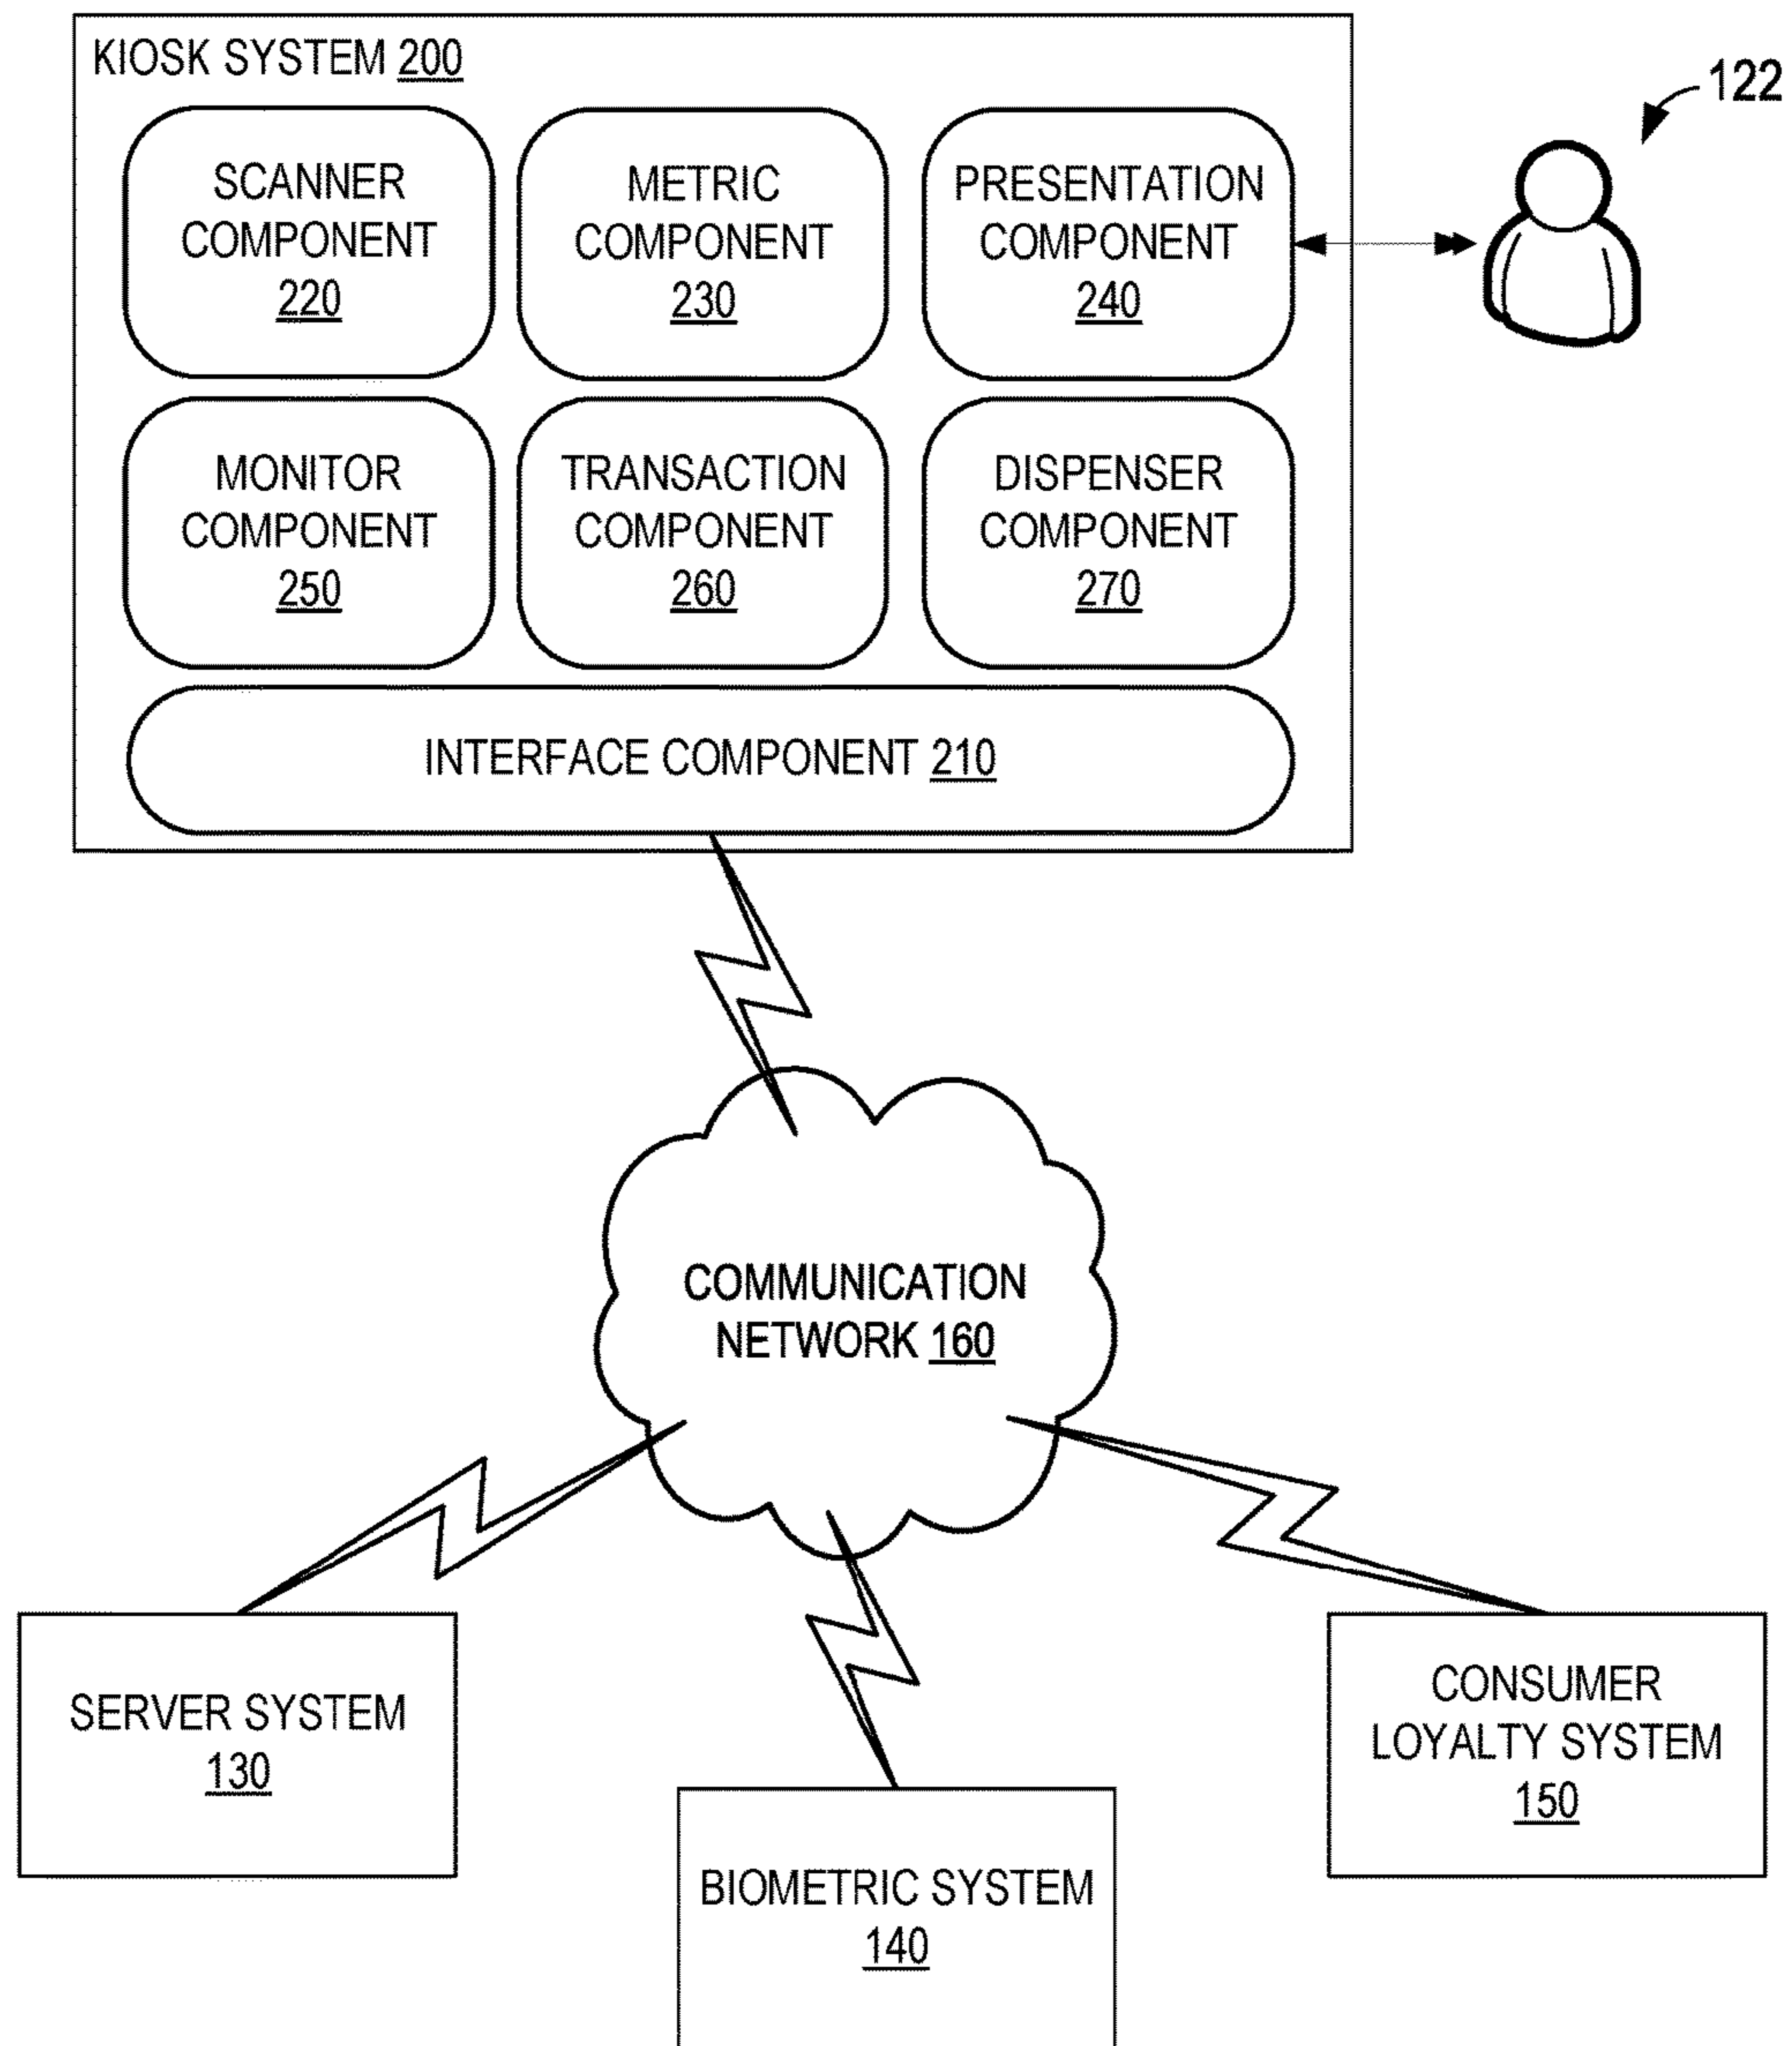 KIOSK SYSTEM 200
122
SCANNER
COMPONENT
220
METRIC
COMPONENT
230
PRESENTATION
COMPONENT
240
MONITOR
COMPONENT
250
TRANSACTION
COMPONENT
260
DISPENSER
COMPONENT
270
INTERFACE COMPONENT 210
COMMUNICATION
NETWORK 160
SERVER SYSTEM
130
BIOMETRIC SYSTEM
140
CONSUMER
LOYALTY SYSTEM
150